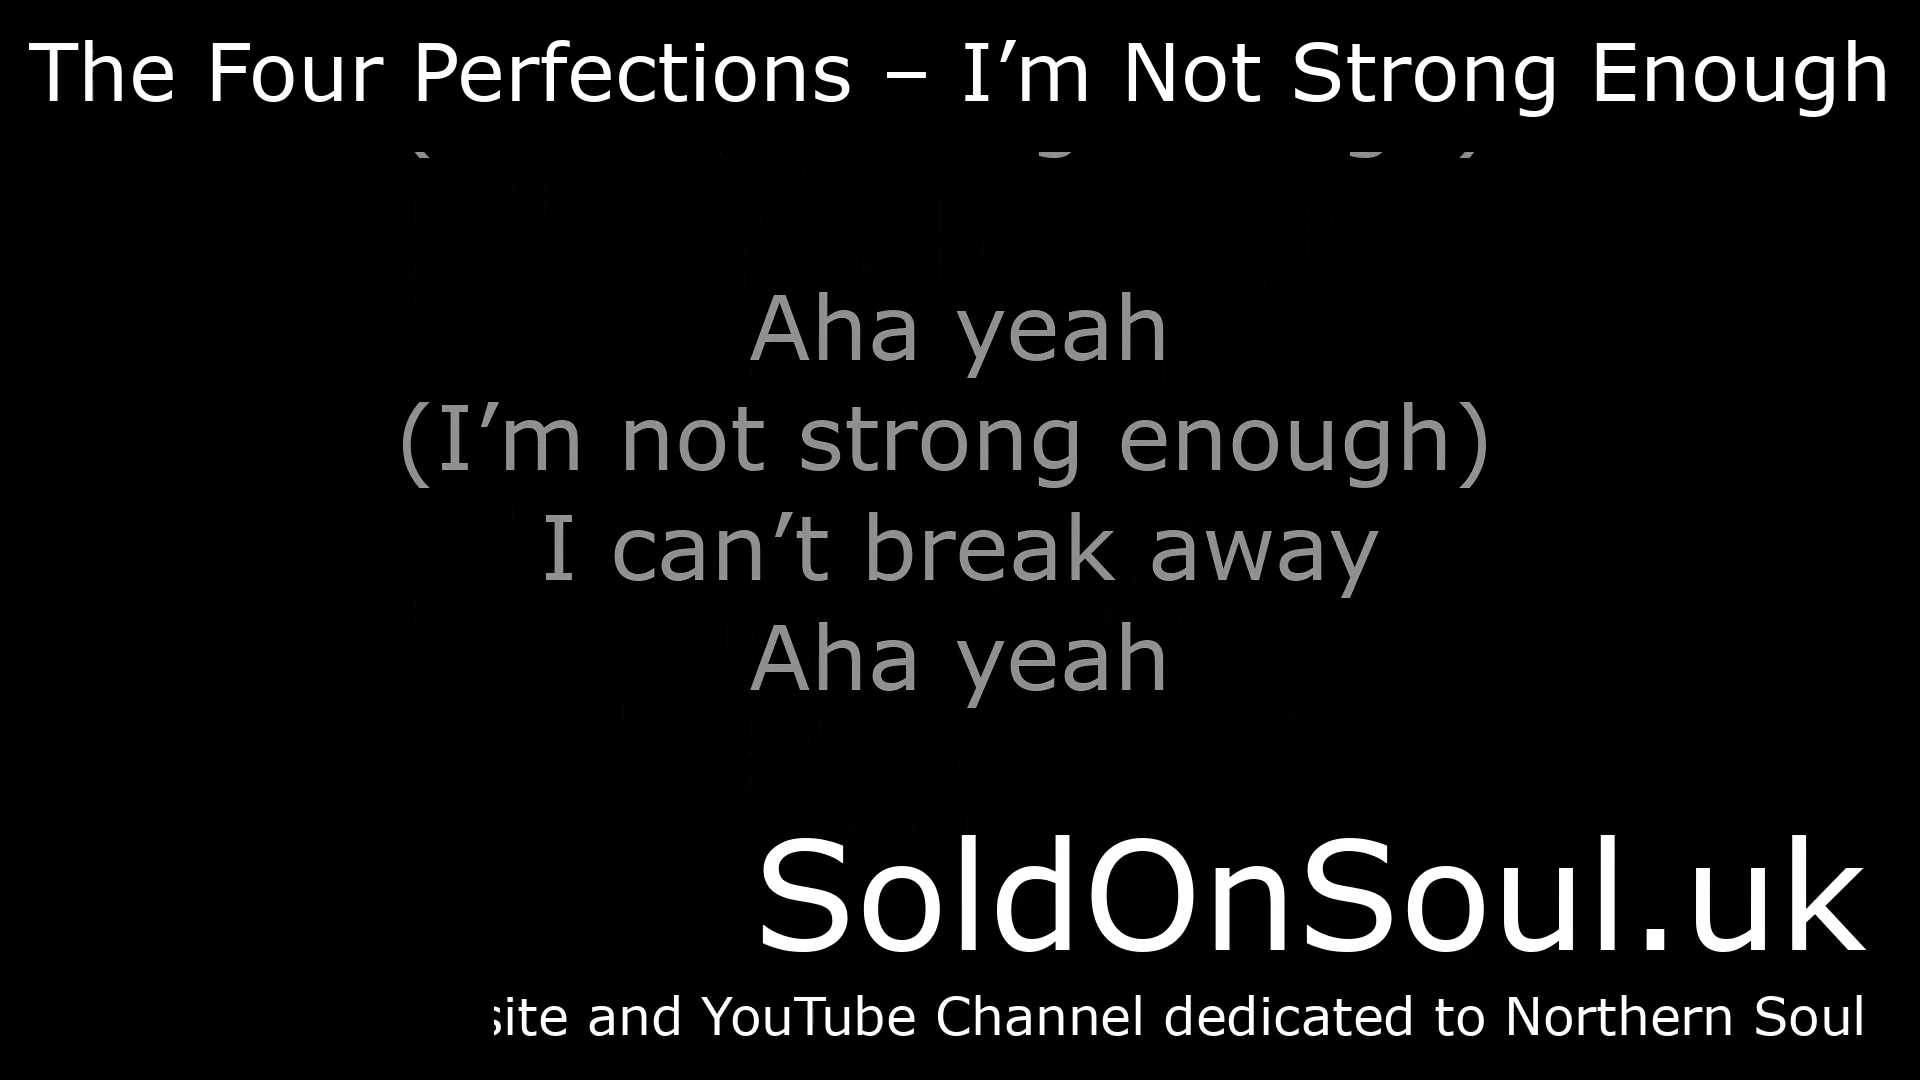 The Four Perfections – I’m Not Strong Enough
Aha yeah
(I’m not strong enough)
I can’t break away
Aha yeah
SoldOnSoul.uk
site and YouTube Channel dedicated to Northern Soul